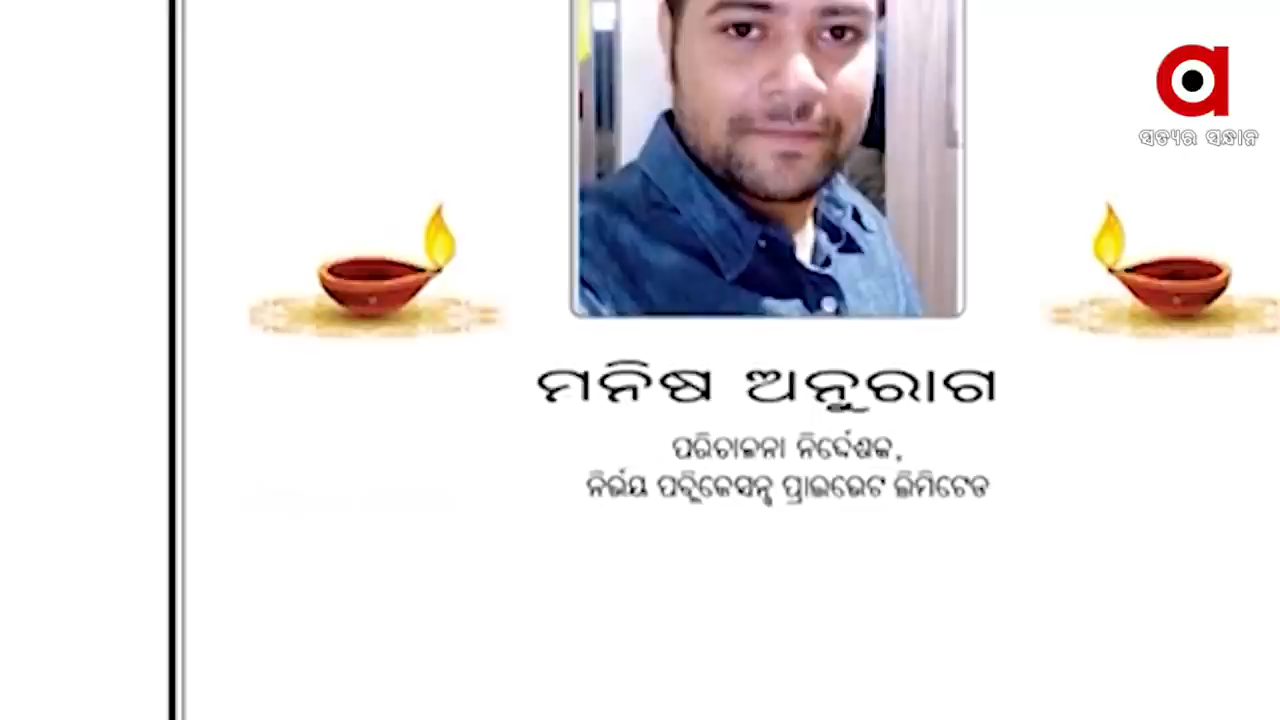 ସତ୍ୟର ସନ୍ଧାନ
ମନିଷ ଅନୁରାଗ
ପରିଚାଳନା ନିର୍ଦ୍ଦେଶକ,
ନିର୍ଭୟ ପବ୍ଲିକେସନ୍ସ ପ୍ରାଇଭେଟ ଲିମିଟେଡ